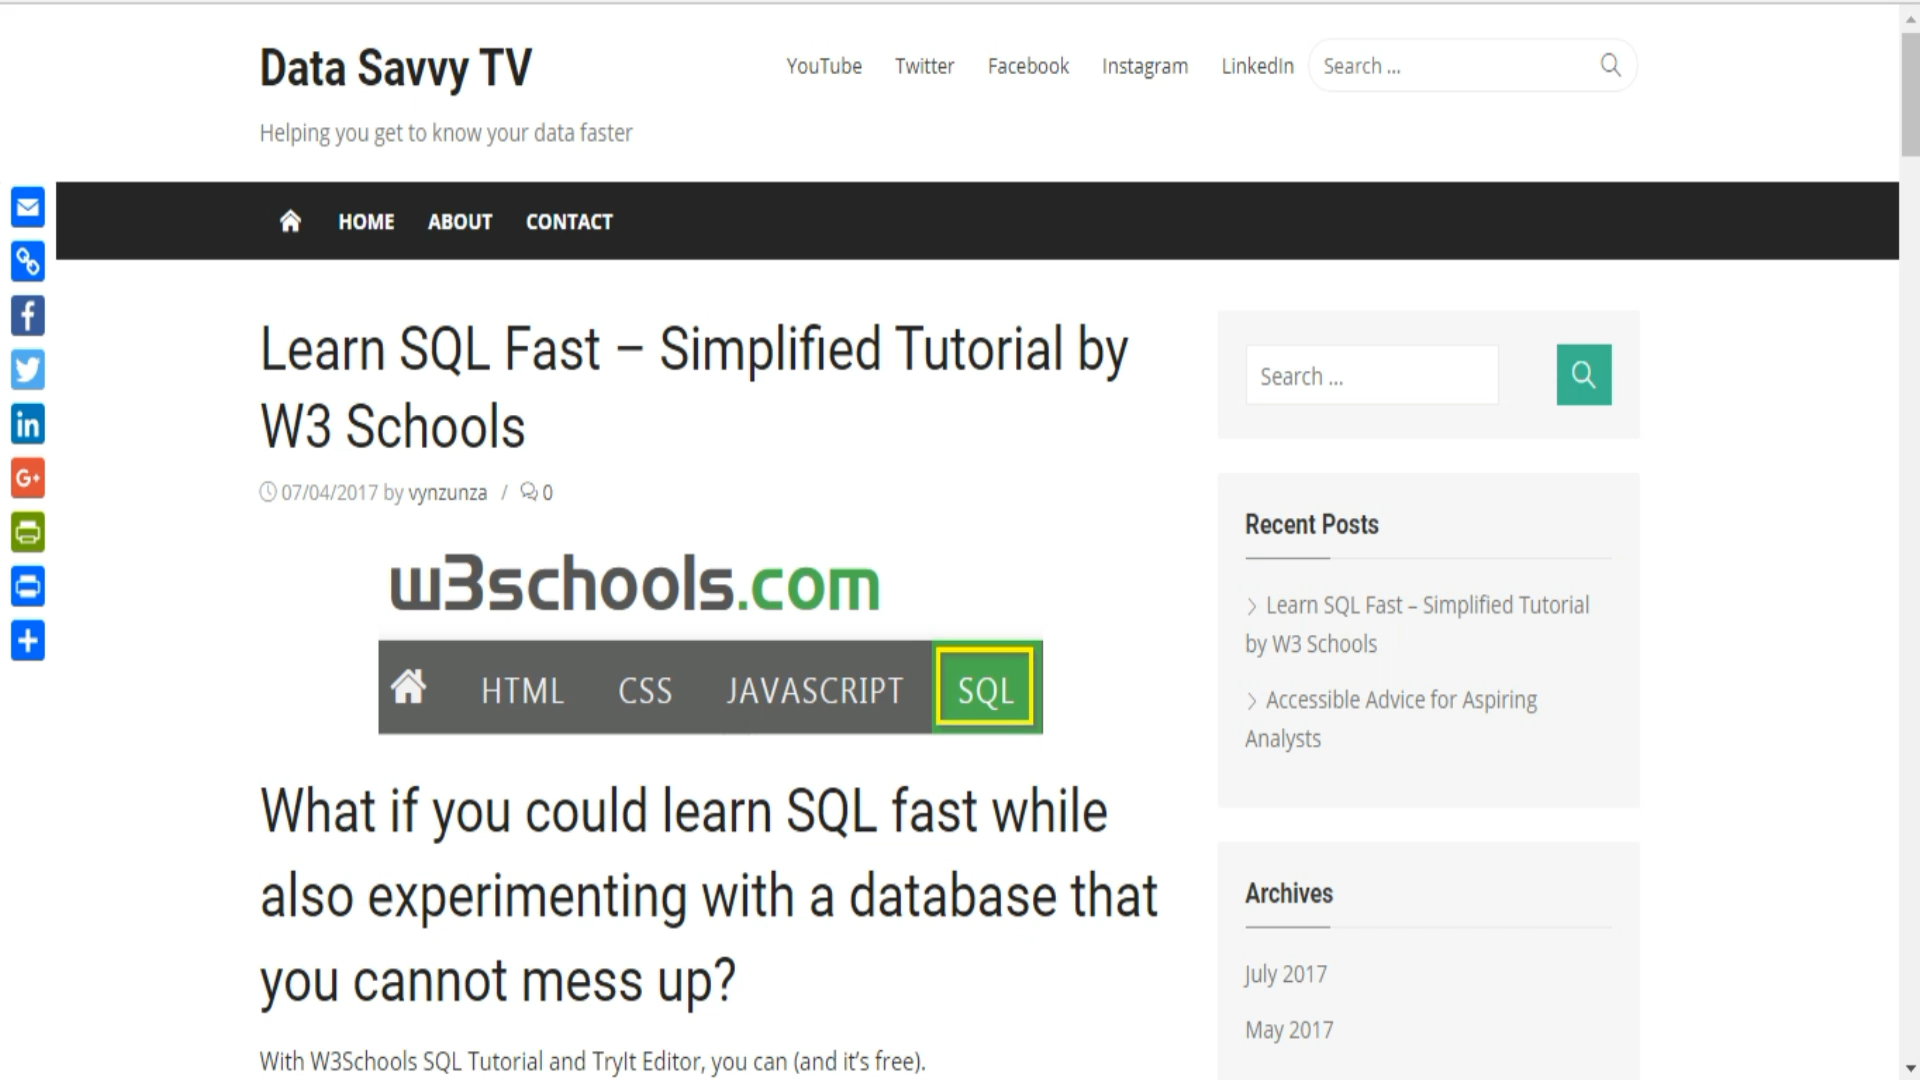 Data Savvy TV
YouTube Twitter Facebook Instagram LinkedIn Search ...
Helping you get to know your data faster
HOME ABOUT CONTACT
Learn SQL Fast – Simplified Tutorial by
W3 Schools
07/04/2017 by vynzunza / 0
w3schools.com
HTML CSS JAVASCRIPT SQL
What if you could learn SQL fast while
also experimenting with a database that
you cannot mess up?
With W3Schools SQL Tutorial and TryIt Editor, you can (and it's free).
Search ...
Recent Posts
> Learn SQL Fast – Simplified Tutorial
by W3 Schools
> Accessible Advice for Aspiring
Analysts
Archives
July 2017
May 2017
f
in
G+